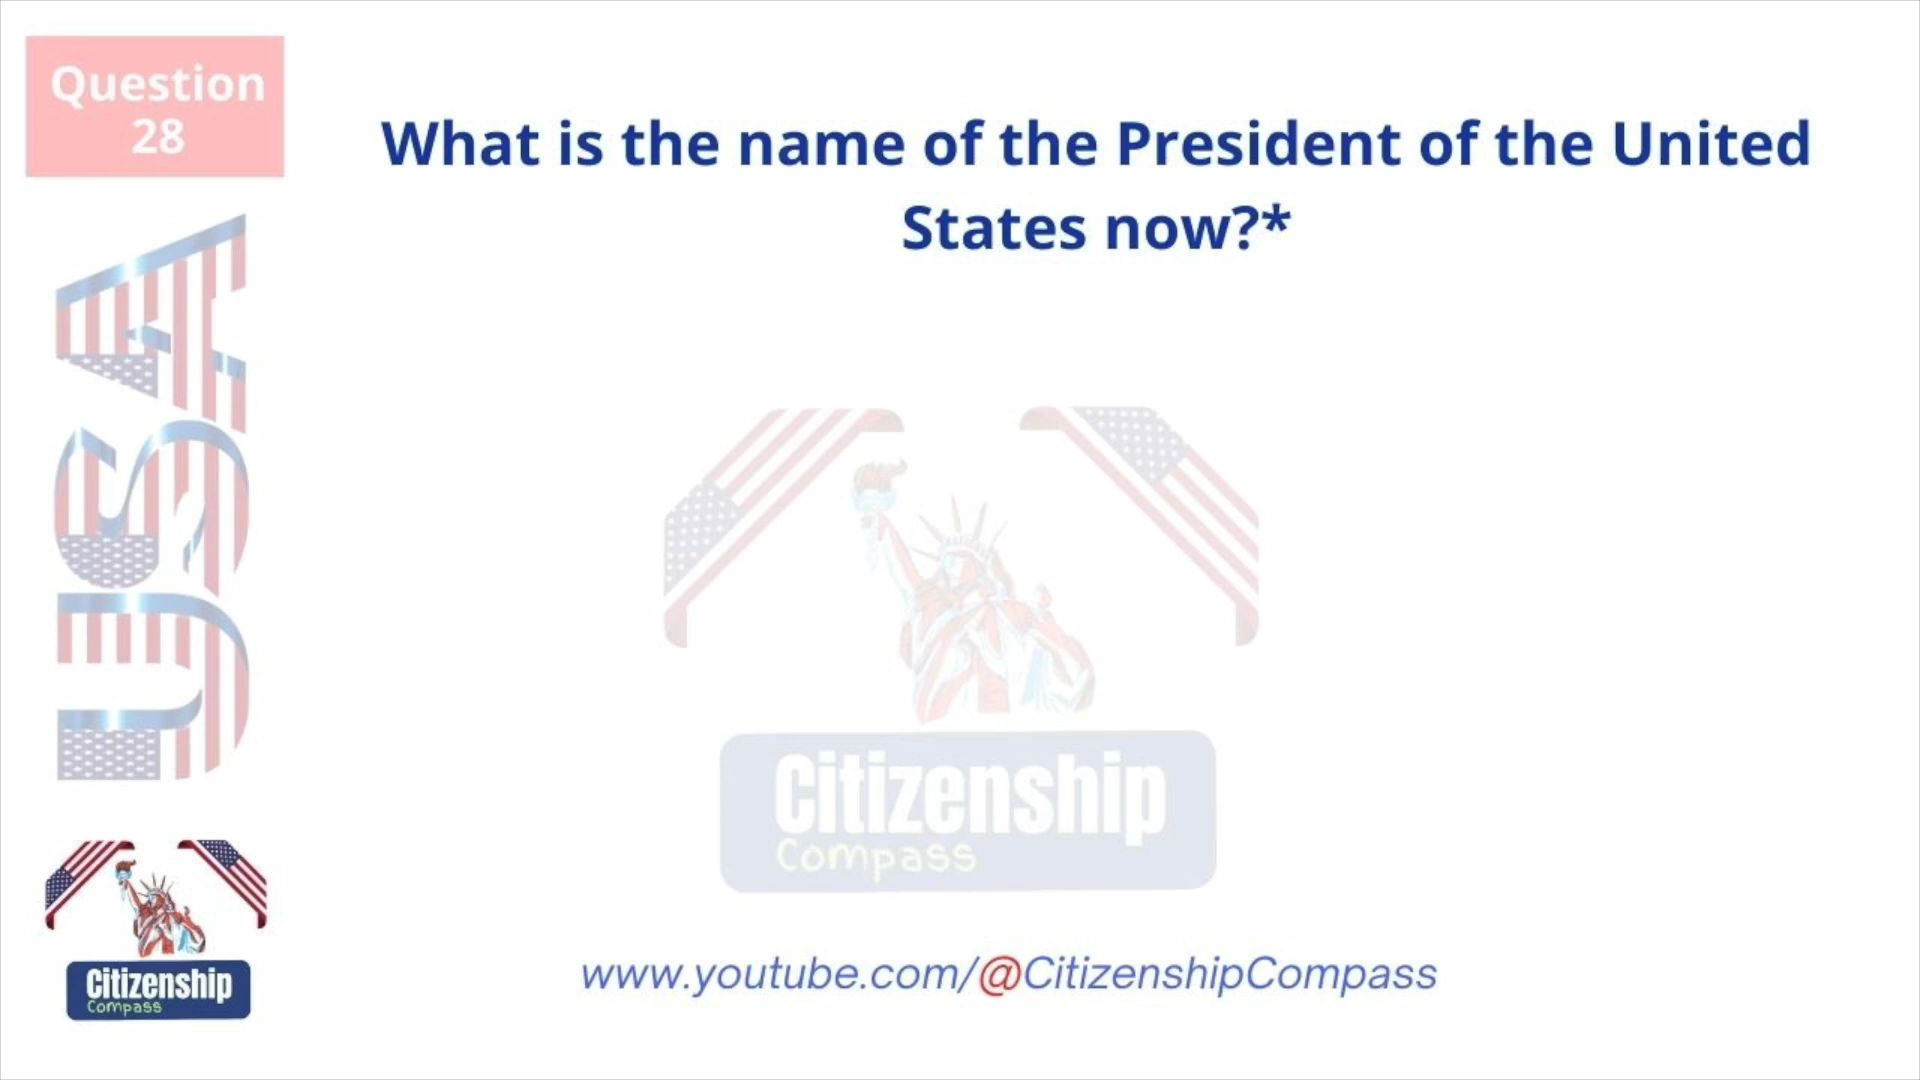 Question
28
What is the name of the President of the United
States now?*
USA
Citizenship
Compass
Citizenship
Compass
www.youtube.com/@CitizenshipCompass